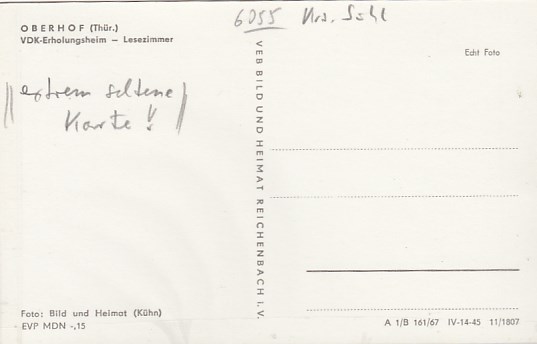 OBERHOF (Thür.)
VDK-Erholungsheim – Lesezimmer
6055 Krs. Suhl
Echt Foto
extrem seltene
Karte!
VEB BILD UND HEIMAT REICHENBACH I. V.
Foto: Bild und Heimat (Kühn)
EVP MDN -,15
A 1/B 161/67 IV-14-45 11/1807